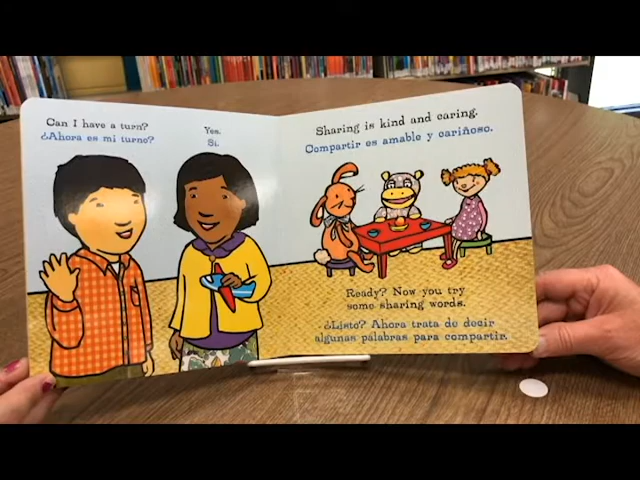 Can I have a turn?
¿Ahora es mi turno?
Yes.
Sí.
Sharing is kind and caring.
Compartir es amable y cariñoso.
Ready? Now you try
some sharing words.
¿Listo? Ahora trata de decir
algunas palabras para compartir.